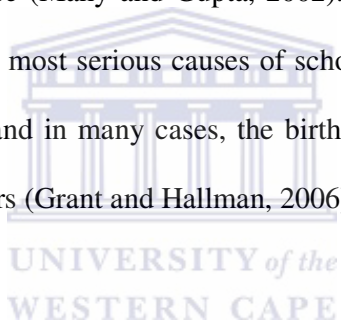 e (Many and Gupta, 2002).
most serious causes of scho
and in many cases, the birth
rs (Grant and Hallman, 2006
UNIVERSITY of the
WESTERN CAPE